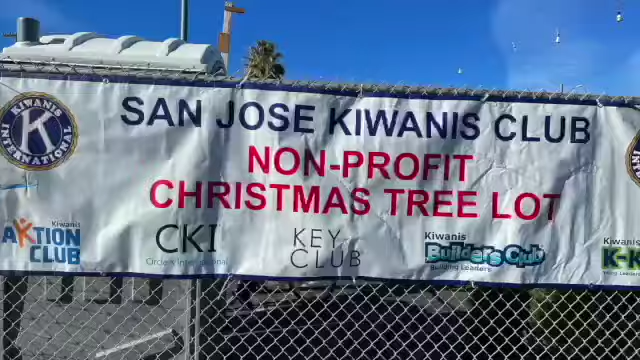 KIWANIS
K
INTERNATIONAL
SAN JOSE KIWANIS CLUB
NON-PROFIT
CHRISTMAS TREE LOT
Kiwanis
AKTION
CLUB
CKI
Circle K International
KEY
CLUB
Kiwanis
Builders Club
Building Leaders
Kiwanis
K-K